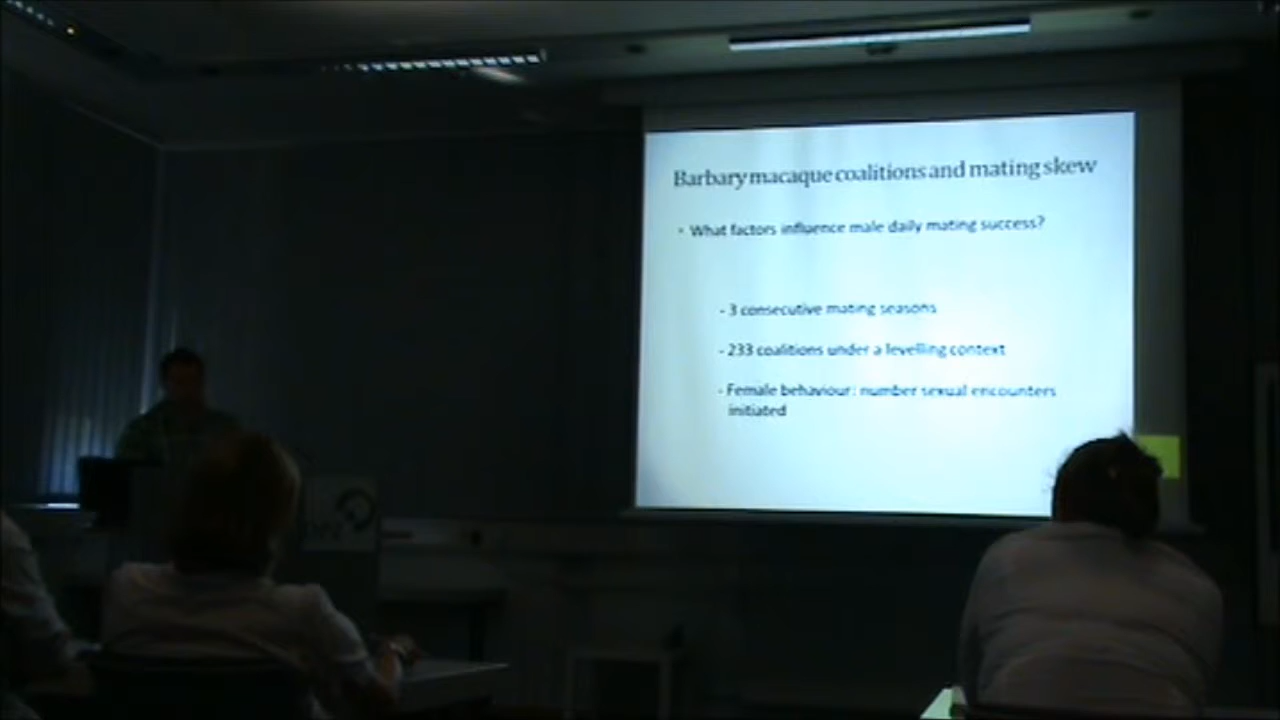 Barbary macaque coalitions and mating skew
• What factors influence male daily mating success?
- 3 consecutive mating seasons
- 233 coalitions under a levelling context
- Female behaviour: number sexual encounters
initiated